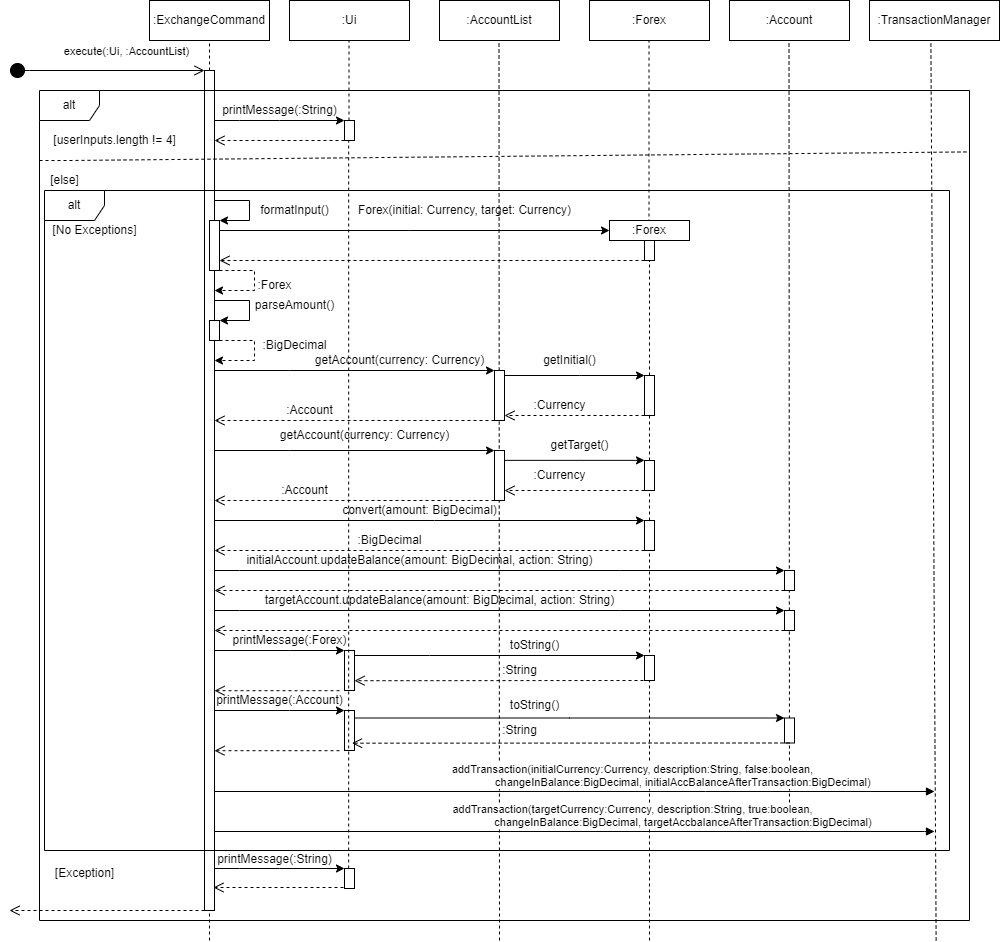 :ExchangeCommand
:Ui
:AccountList
:Forex
:Account
:TransactionManager
execute(:Ui, :AccountList)
alt
printMessage(:String)
[userInputs.length != 4]
[else]
alt
formatInput()
Forex(initial: Currency, target: Currency)
[No Exceptions]
:Forex
:Forex
parseAmount()
:BigDecimal
getAccount(currency: Currency)
getInitial()
:Currency
:Account
getAccount(currency: Currency)
getTarget()
:Currency
:Account
convert(amount: BigDecimal)
:BigDecimal
initialAccount.updateBalance(amount: BigDecimal, action: String)
targetAccount.updateBalance(amount: BigDecimal, action: String)
printMessage(:Forex)
toString()
:String
printMessage(:Account)
toString()
:String
addTransaction(initialCurrency:Currency, description:String, false:boolean,
changeInBalance:BigDecimal, initialAccBalanceAfterTransaction:BigDecimal)
addTransaction(targetCurrency:Currency, description:String, true:boolean,
changeInBalance:BigDecimal, targetAccbalanceAfterTransaction:BigDecimal)
printMessage(:String)
[Exception]